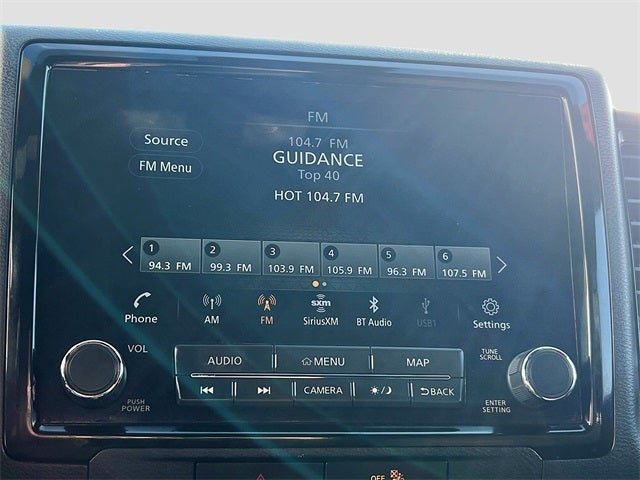 FM
Source
FM Menu
104.7 FM
GUIDANCE
Top 40
HOT 104.7 FM
1 2 3 4 5 6
94.3 FM 99.3 FM 103.9 FM 105.9 FM 96.3 FM 107.5 FM
Phone AM FM sxm SiriusXM BT Audio USB1 Settings
VOL
PUSH
POWER
AUDIO MENU MAP
CAMERA BACK
TUNE
SCROLL
ENTER
SETTING
OFF